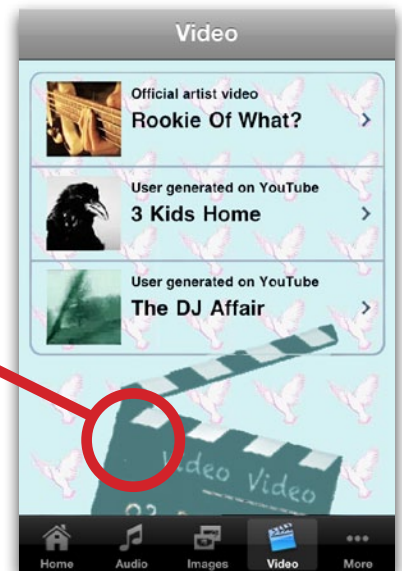 Video
Official artist video
Rookie Of What?
User generated on YouTube
3 Kids Home
User generated on YouTube
The DJ Affair
Video Video
Home Audio Images Video More